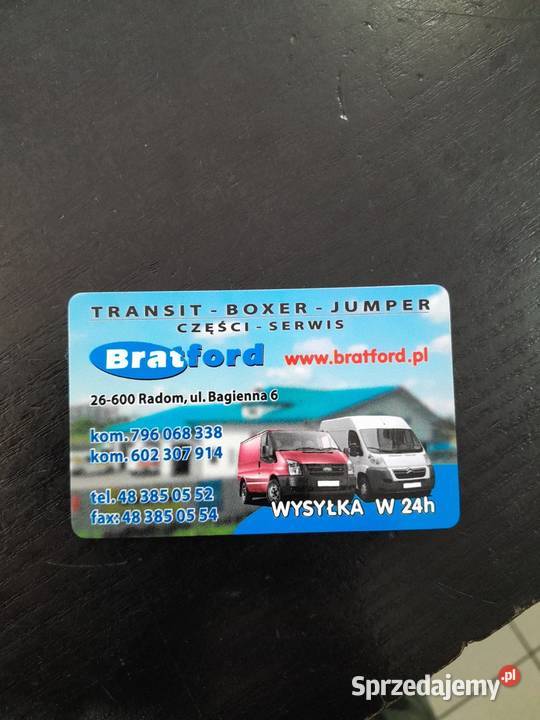 TRANSIT - BOXER - JUMPER
CZĘŚCI - SERWIS
Bratford www.bratford.pl
26-600 Radom, ul. Bagienna 6
kom. 796 068 338
kom. 602 307 914
tel. 48 385 05 52
fax: 48 385 05 54
WYSYŁKA W 24h
Sprzedajemy.pl